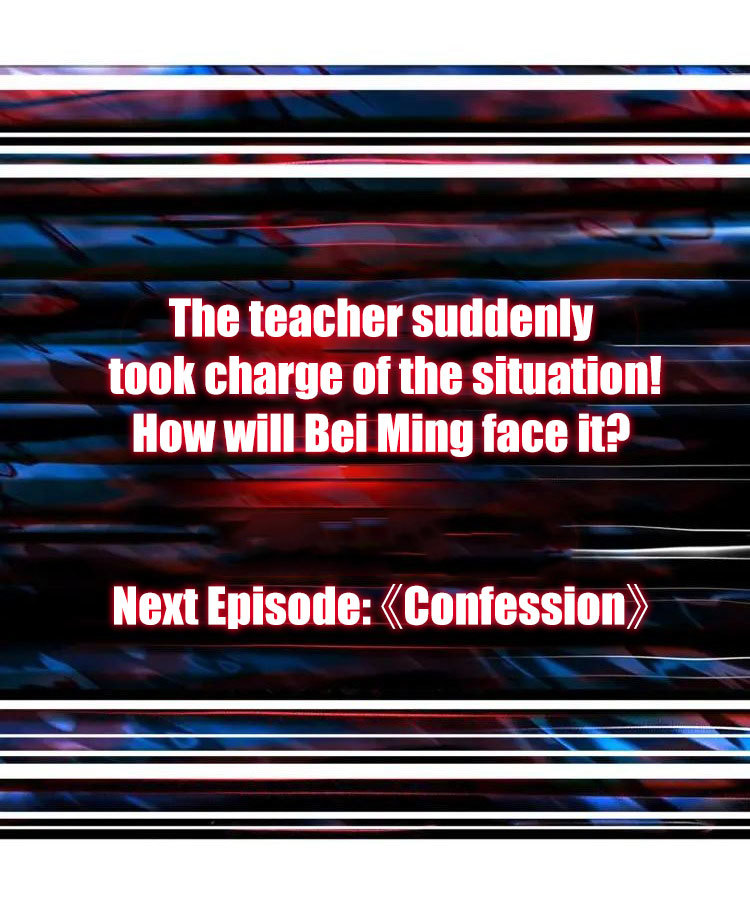 The teacher suddenly
took charge of the situation!
How will Bei Ming face it?
Next Episode:《Confession》